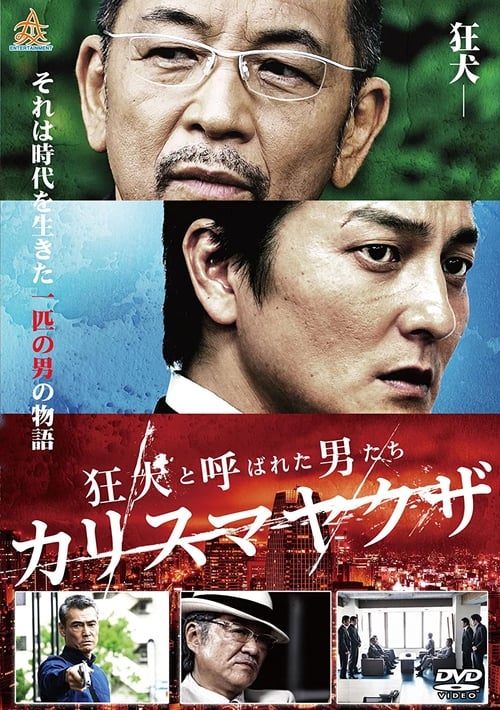 A
ENTERTAINMENT
狂犬―
それは時代を生きた一匹の男の物語
狂犬と呼ばれた男たち
カリスマヤクザ
DVD
VIDEO